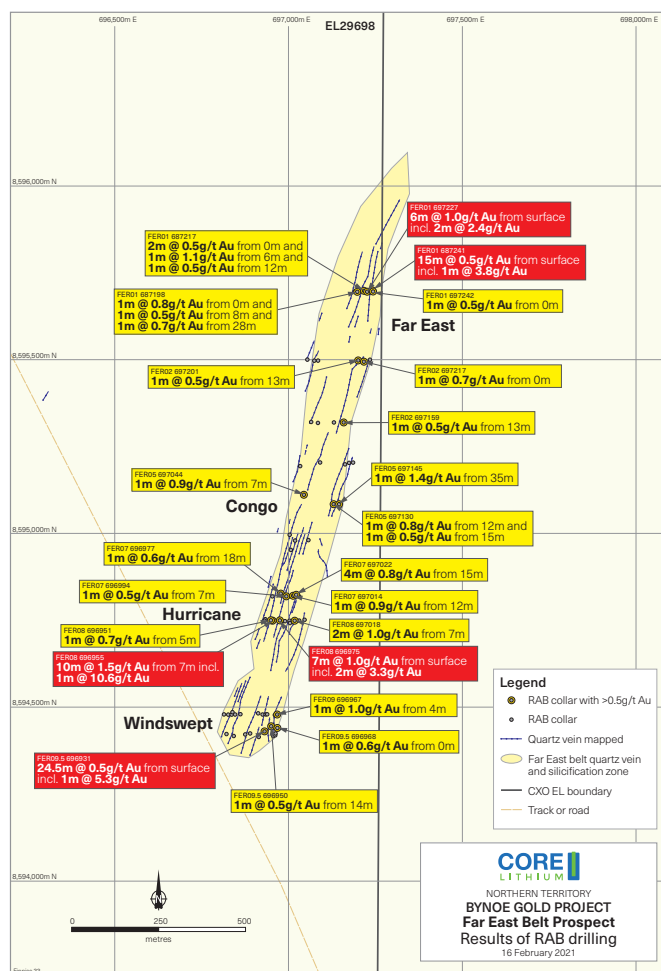 696,500m E
697,000m E
697,500m E
698,000m E
EL29698
8,596,000m N
FER01 697227
6m @ 1.0g/t Au from surface
incl. 2m @ 2.4g/t Au
FER01 687217
2m @ 0.5g/t Au from 0m and
1m @ 1.1g/t Au from 6m and
1m @ 0.5g/t Au from 12m
FER01 687241
15m @ 0.5g/t Au from surface
incl. 1m @ 3.8g/t Au
FER01 687198
1m @ 0.8g/t Au from 0m and
1m @ 0.5g/t Au from 8m and
1m @ 0.7g/t Au from 28m
FER01 697242
1m @ 0.5g/t Au from 0m
Far East
8,595,500m N
FER02 697201
1m @ 0.5g/t Au from 13m
FER02 697217
1m @ 0.7g/t Au from 0m
FER02 697159
1m @ 0.5g/t Au from 13m
FER05 697044
1m @ 0.9g/t Au from 7m
FER05 697145
1m @ 1.4g/t Au from 35m
Congo
FER05 697130
1m @ 0.8g/t Au from 12m and
1m @ 0.5g/t Au from 15m
8,595,000m N
FER07 696977
1m @ 0.6g/t Au from 18m
FER07 697022
4m @ 0.8g/t Au from 15m
FER07 696994
1m @ 0.5g/t Au from 7m
FER07 697014
1m @ 0.9g/t Au from 12m
Hurricane
FER08 696951
1m @ 0.7g/t Au from 5m
FER08 697018
2m @ 1.0g/t Au from 7m
FER08 696955
10m @ 1.5g/t Au from 7m incl.
1m @ 10.6g/t Au
FER08 696975
7m @ 1.0g/t Au from surface
incl. 2m @ 3.3g/t Au
8,594,500m N
FER09 696967
1m @ 1.0g/t Au from 4m
Windswept
FER09.5 696968
1m @ 0.6g/t Au from 0m
FER09.5 696931
24.5m @ 0.5g/t Au from surface
incl. 1m @ 5.3g/t Au
FER09.5 696950
1m @ 0.5g/t Au from 14m
Legend
RAB collar with >0.5g/t Au
RAB collar
Quartz vein mapped
Far East belt quartz vein
and silicification zone
CXO EL boundary
Track or road
8,594,000m N
N
0 250 500
metres
CORE
LITHIUM
NORTHERN TERRITORY
BYNOE GOLD PROJECT
Far East Belt Prospect
Results of RAB drilling
16 February 2021